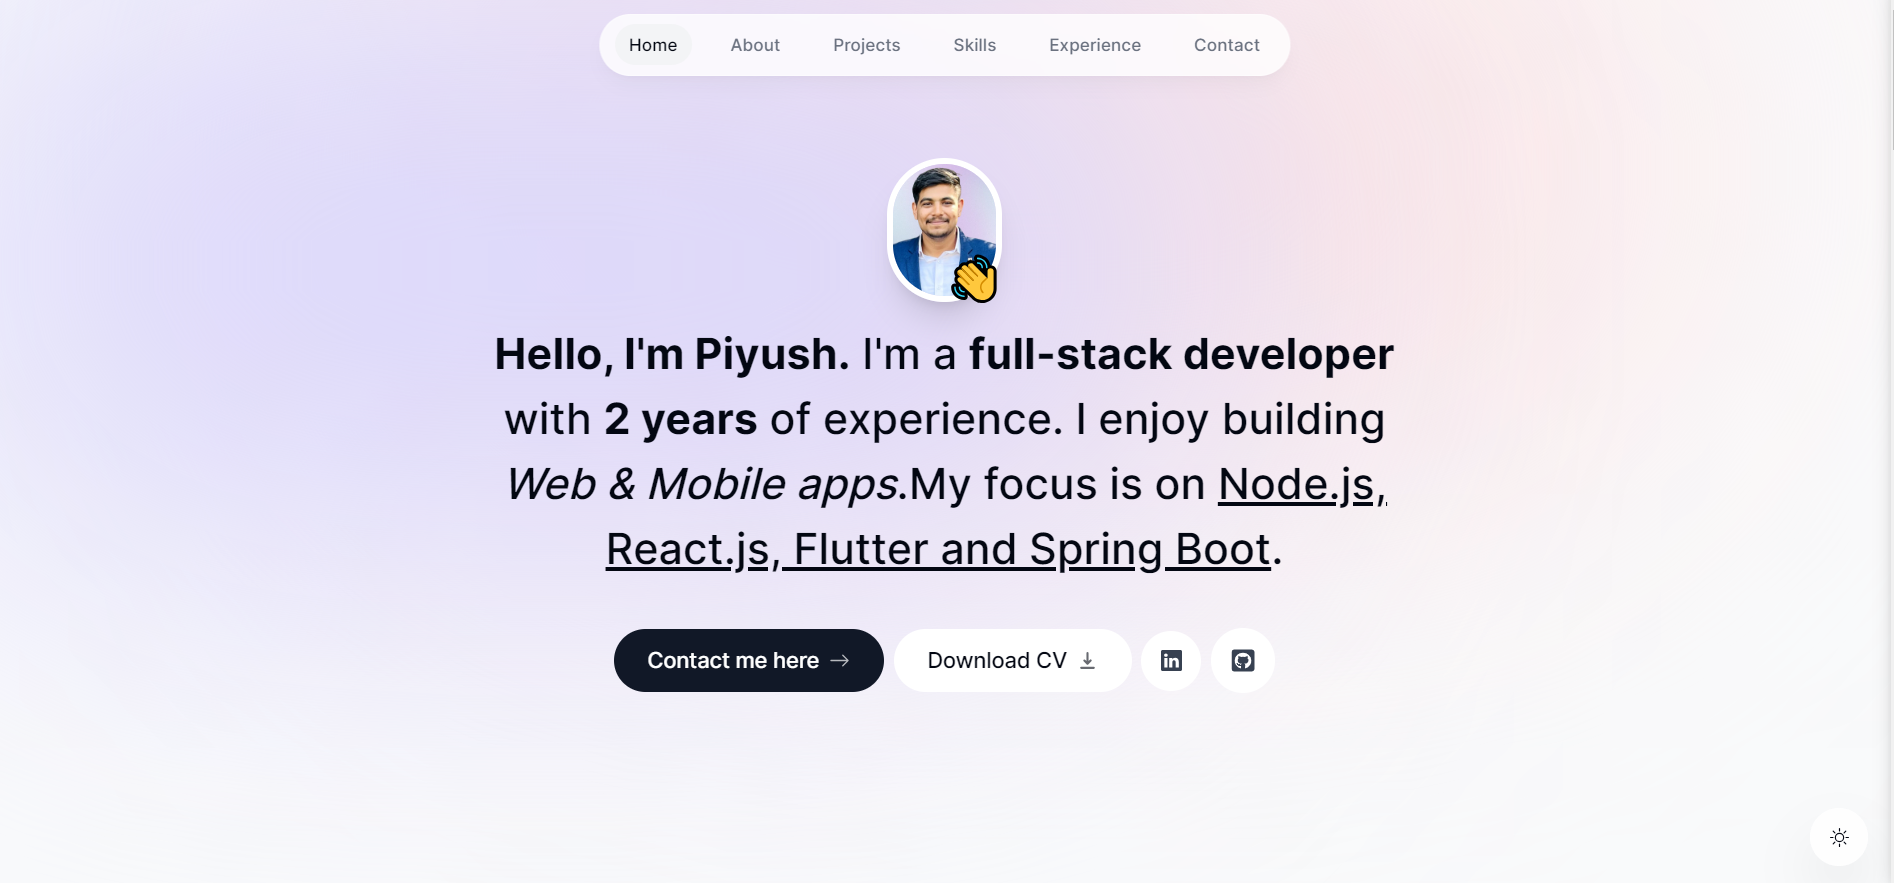 Home About Projects Skills Experience Contact
Hello, I'm Piyush. I'm a full-stack developer
with 2 years of experience. I enjoy building
Web & Mobile apps.My focus is on Node.js,
React.js, Flutter and Spring Boot.
Contact me here Download CV in